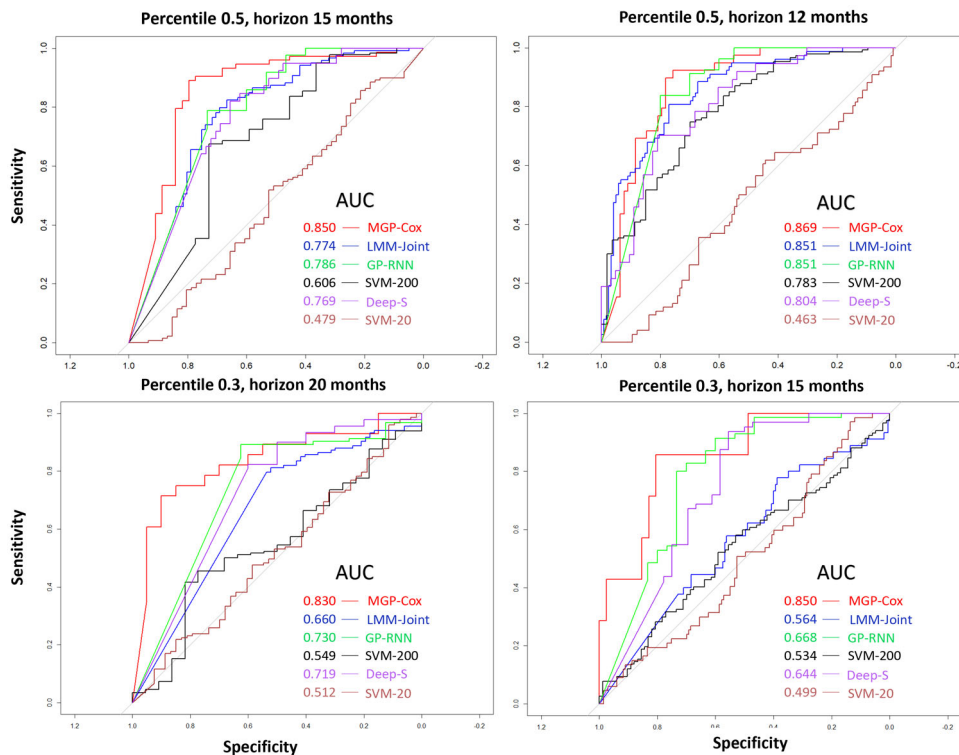 Percentile 0.5, horizon 15 months
Sensitivity
0.0 0.2 0.4 0.6 0.8 1.0
AUC
0.850 MGP-Cox
0.774 LMM-Joint
0.786 GP-RNN
0.606 SVM-200
0.769 Deep-S
0.479 SVM-20
1.2 1.0 0.8 0.6 0.4 0.2 0.0 -0.2
Percentile 0.5, horizon 12 months
0.0 0.2 0.4 0.6 0.8 1.0
AUC
0.869 MGP-Cox
0.851 LMM-Joint
0.851 GP-RNN
0.783 SVM-200
0.804 Deep-S
0.463 SVM-20
1.2 1.0 0.8 0.6 0.4 0.2 0.0 -0.2
Percentile 0.3, horizon 20 months
Sensitivity
0.0 0.2 0.4 0.6 0.8 1.0
AUC
0.830 MGP-Cox
0.660 LMM-Joint
0.730 GP-RNN
0.549 SVM-200
0.719 Deep-S
0.512 SVM-20
1.2 1.0 0.8 0.6 0.4 0.2 0.0 -0.2
Specificity
Percentile 0.3, horizon 15 months
0.0 0.2 0.4 0.6 0.8 1.0
AUC
0.850 MGP-Cox
0.564 LMM-Joint
0.668 GP-RNN
0.534 SVM-200
0.644 Deep-S
0.499 SVM-20
1.2 1.0 0.8 0.6 0.4 0.2 0.0 -0.2
Specificity